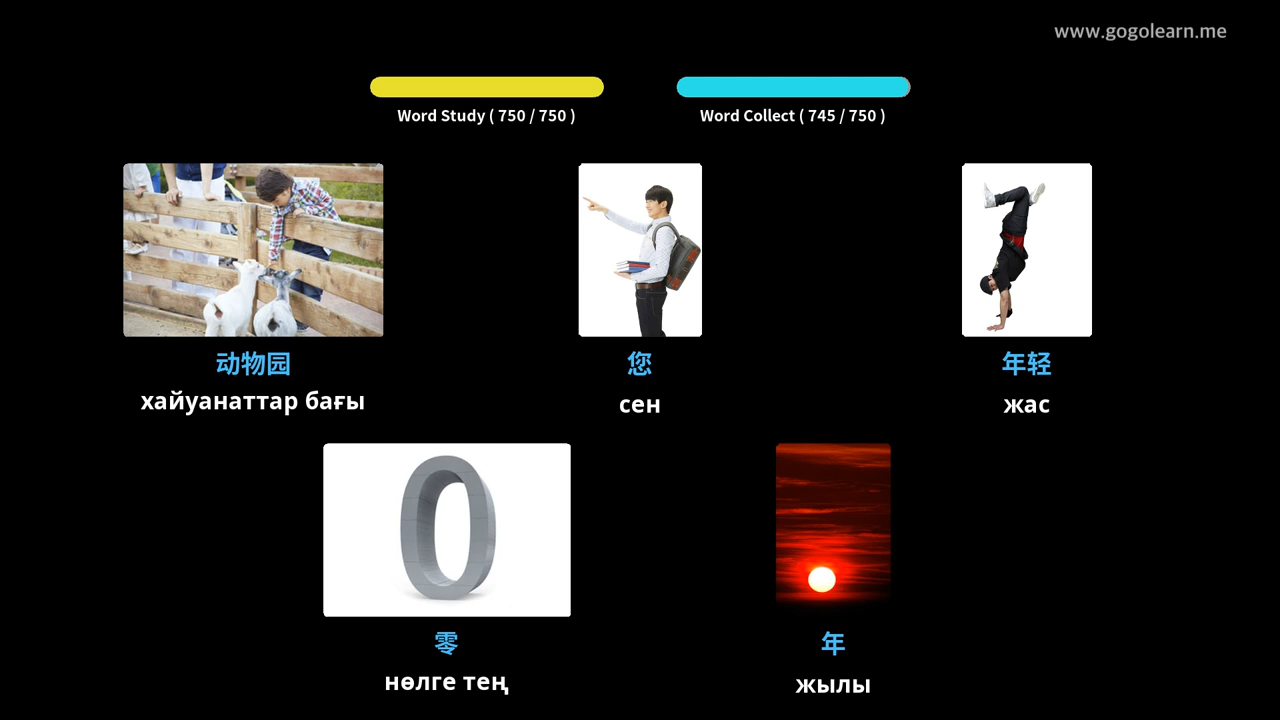 www.gogolearn.me
Word Study ( 750 / 750 )
Word Collect ( 745 / 750 )
动物园
хайуанаттар бағы
您
сен
年轻
жас
零
нөлге тең
年
жылы